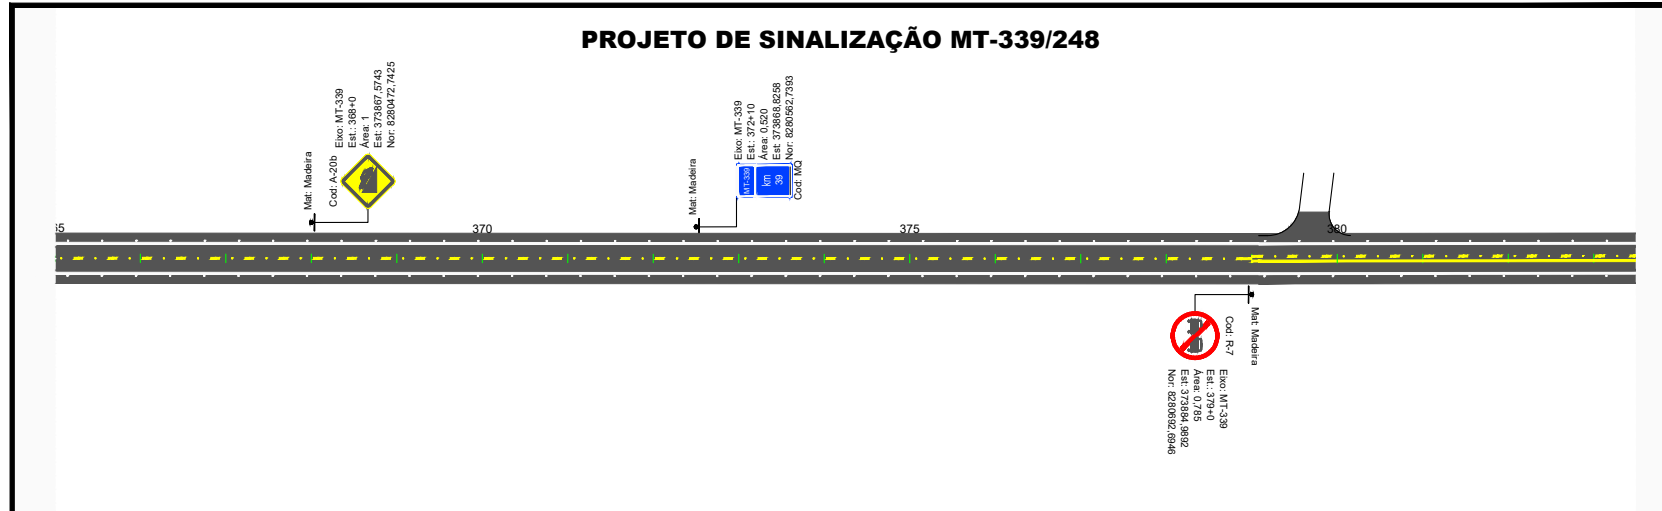 PROJETO DE SINALIZAÇÃO MT-339/248
Mat: Madeira
Cod: A-20b
Eixo: MT-339
Est.: 368+0
Área: 1
Est: 373867,5743
Nor: 8280472,7425
Mat: Madeira
Eixo: MT-339
Est.: 372+10
Área: 0,520
Est: 373868,8258
Nor: 8280562,7393
Cod: MQ
MT-339
km
39
370
375
380
Mat: Madeira
Cod: R-7
Eixo: MT-339
Est.: 379+0
Área: 0,785
Est: 373884,9892
Nor: 8280692,6946